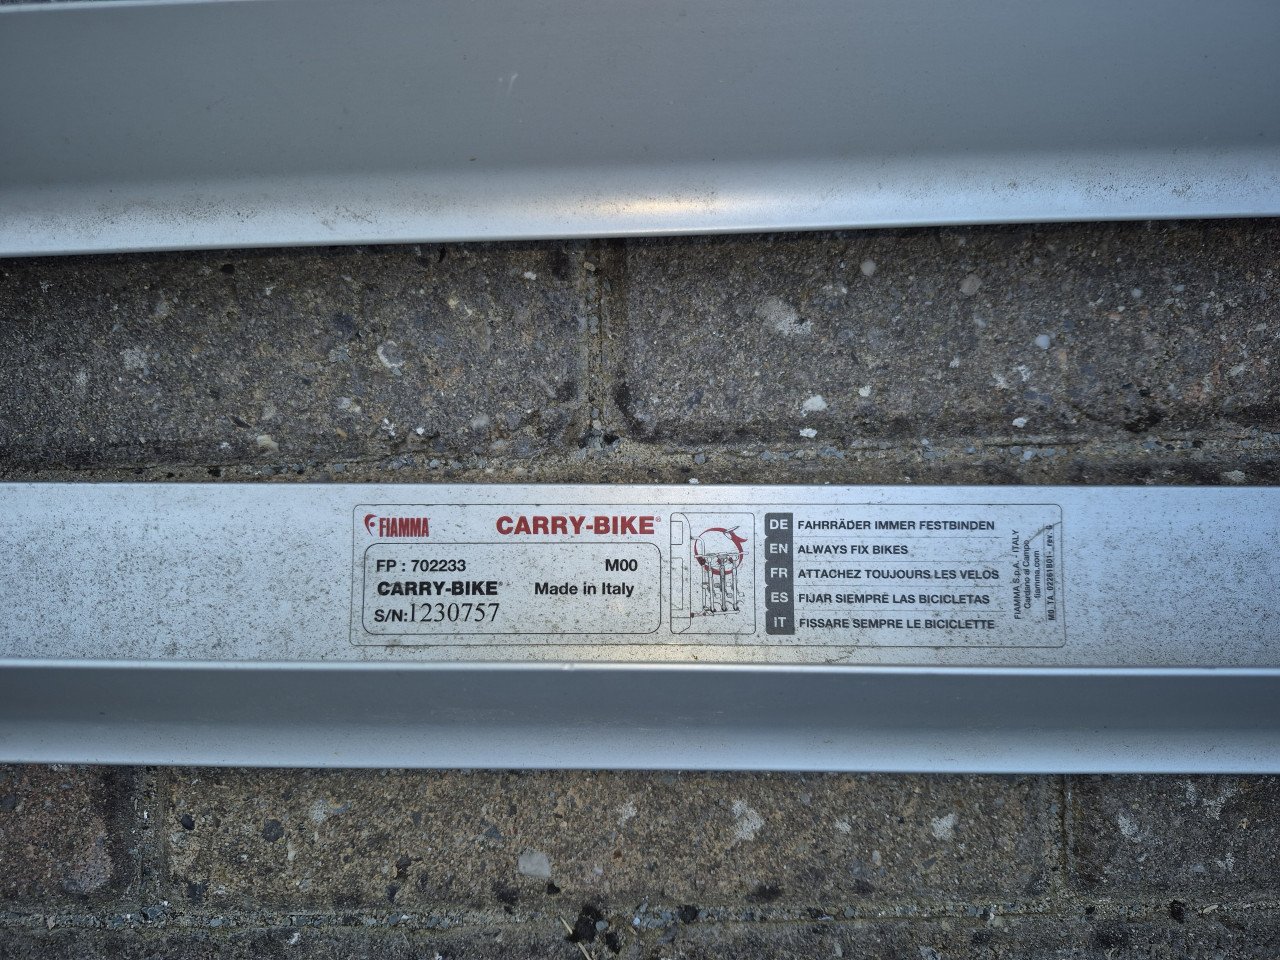 FIAMMA
CARRY-BIKE®
FP : 702233 M00
CARRY-BIKE® Made in Italy
S/N:1230757
DE FAHRRÄDER IMMER FESTBINDEN
EN ALWAYS FIX BIKES
FR ATTACHEZ TOUJOURS LES VELOS
ES FIJAR SIEMPRE LAS BICICLETAS
IT FISSARE SEMPRE LE BICICLETTE
FIAMMA S.p.A. - ITALY
Cardano al Campo
fiamma.com